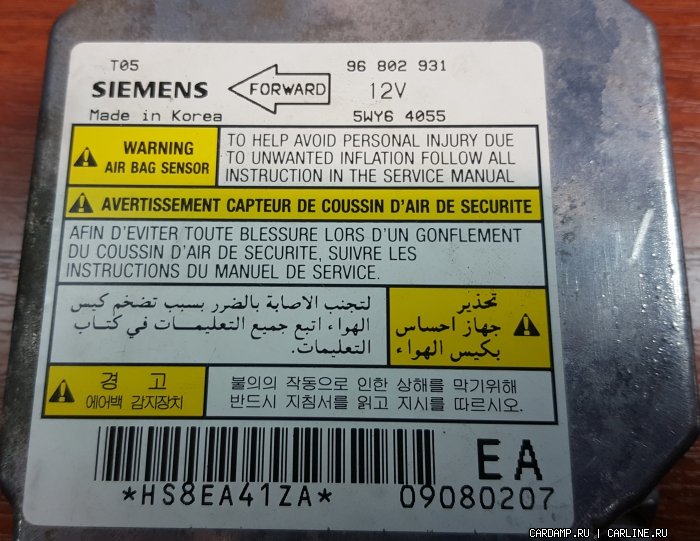 T05
96 802 931
SIEMENS
FORWARD
12V
Made in Korea
5WY6 4055
WARNING
AIR BAG SENSOR
TO HELP AVOID PERSONAL INJURY DUE
TO UNWANTED INFLATION FOLLOW ALL
INSTRUCTION IN THE SERVICE MANUAL
AVERTISSEMENT CAPTEUR DE COUSSIN D'AIR DE SECURITE
AFIN D'EVITER TOUTE BLESSURE LORS D'UN GONFLEMENT
DU COUSSIN D'AIR DE SECURITE, SUIVRE LES
INSTRUCTIONS DU MANUEL DE SERVICE.
تحذير
جهاز احساس
بكيس الهواء
لتجنب الاصابة بالضرر بسبب تضخم كيس
الهواء اتبع جميع التعليمــات في كتاب
التعليمات.
경 고
에어백 감지장치
불의의 작동으로 인한 상해를 막기위해
반드시 지침서를 읽고 지시를 따르시오.
EA
*HS8EA41ZA*
09080207
CARDAMP.RU | CARLINE.RU